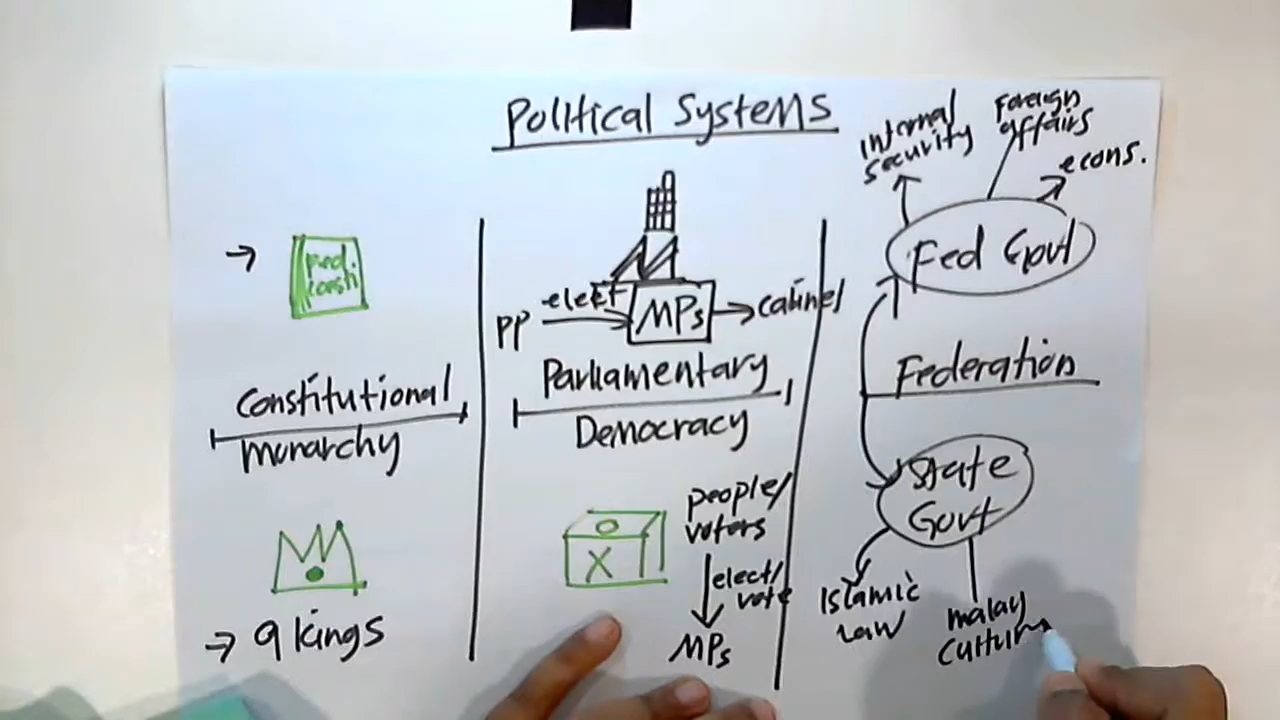 Political Systems
Fed.
Consti
Constitutional
Monarchy
9 kings
PP
elect
MPs
cabinet
Parliamentary
Democracy
X
people/
voters
elect/
vote
MPs
Internal
security
Foreign
affairs
econs.
Fed Govt
Federation
State
Govt
Islamic
Law
malay